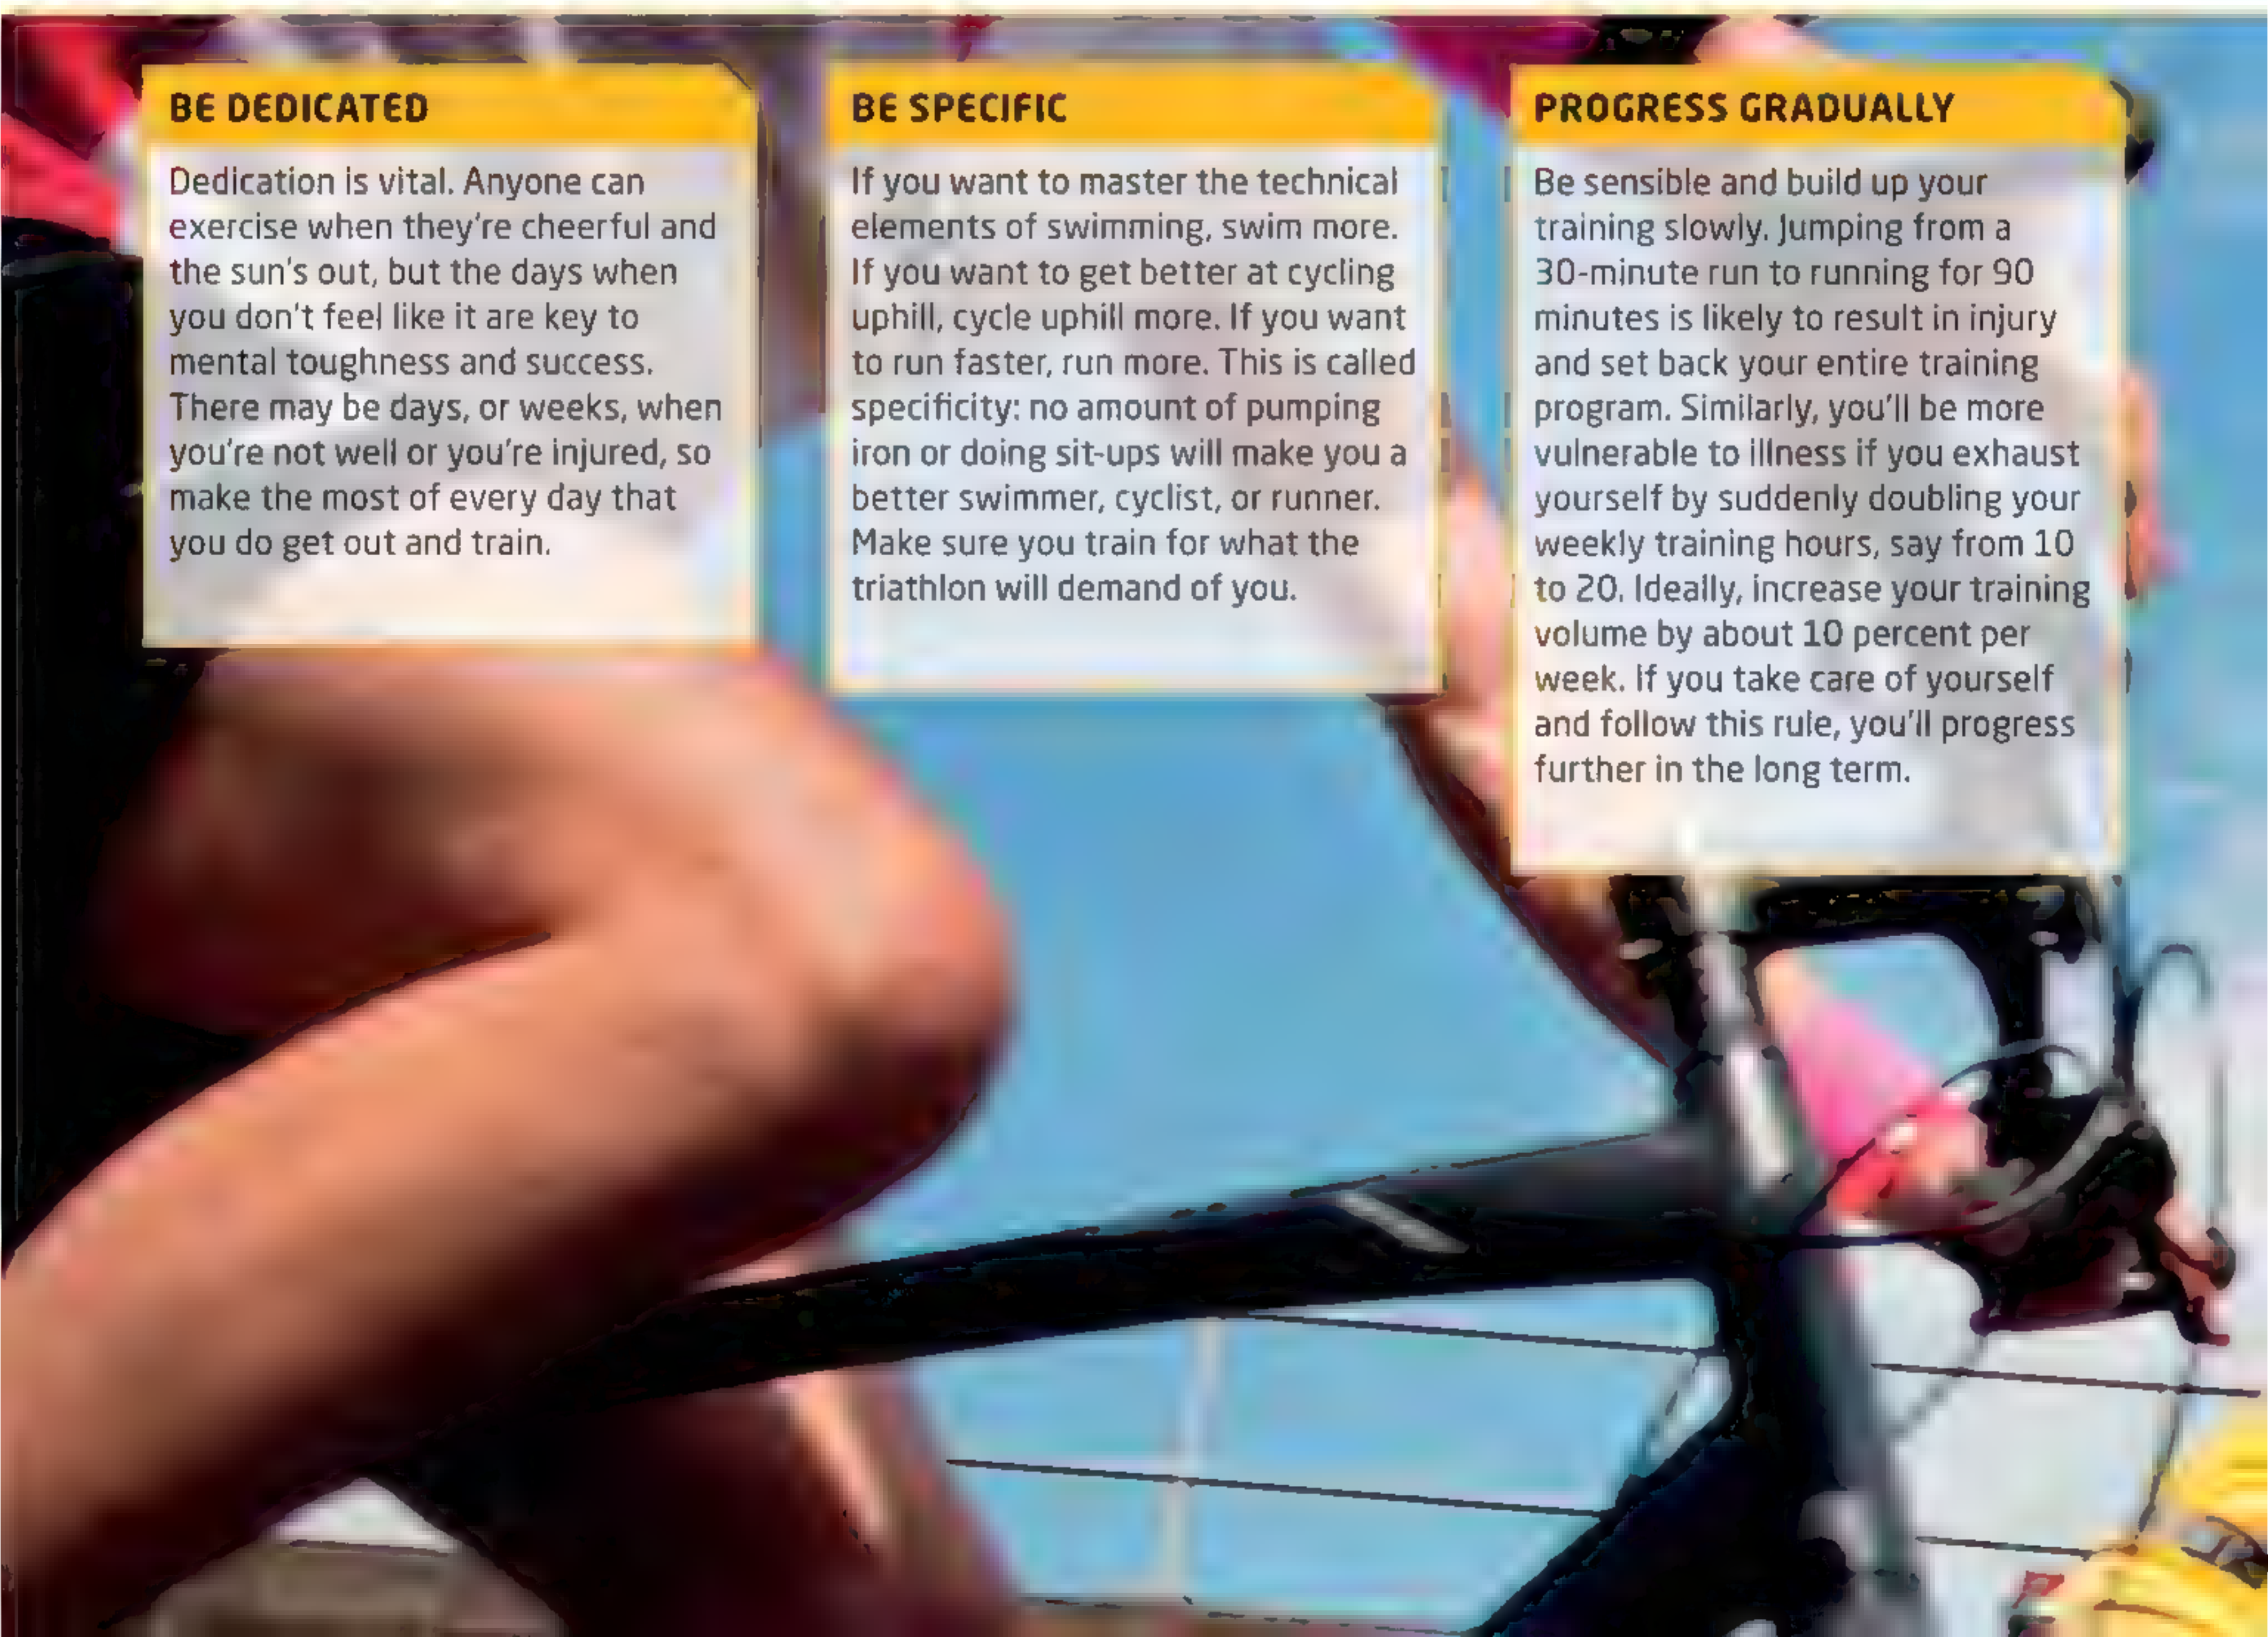 BE DEDICATED
Dedication is vital. Anyone can
exercise when they're cheerful and
the sun's out, but the days when
you don't feel like it are key to
mental toughness and success.
There may be days, or weeks, when
you're not well or you're injured, so
make the most of every day that
you do get out and train.
BE SPECIFIC
If you want to master the technical
elements of swimming, swim more.
If you want to get better at cycling
uphill, cycle uphill more. If you want
to run faster, run more. This is called
specificity: no amount of pumping
iron or doing sit-ups will make you a
better swimmer, cyclist, or runner.
Make sure you train for what the
triathlon will demand of you.
PROGRESS GRADUALLY
Be sensible and build up your
training slowly. Jumping from a
30-minute run to running for 90
minutes is likely to result in injury
and set back your entire training
program. Similarly, you'll be more
vulnerable to illness if you exhaust
yourself by suddenly doubling your
weekly training hours, say from 10
to 20. Ideally, increase your training
volume by about 10 percent per
week. If you take care of yourself
and follow this rule, you'll progress
further in the long term.